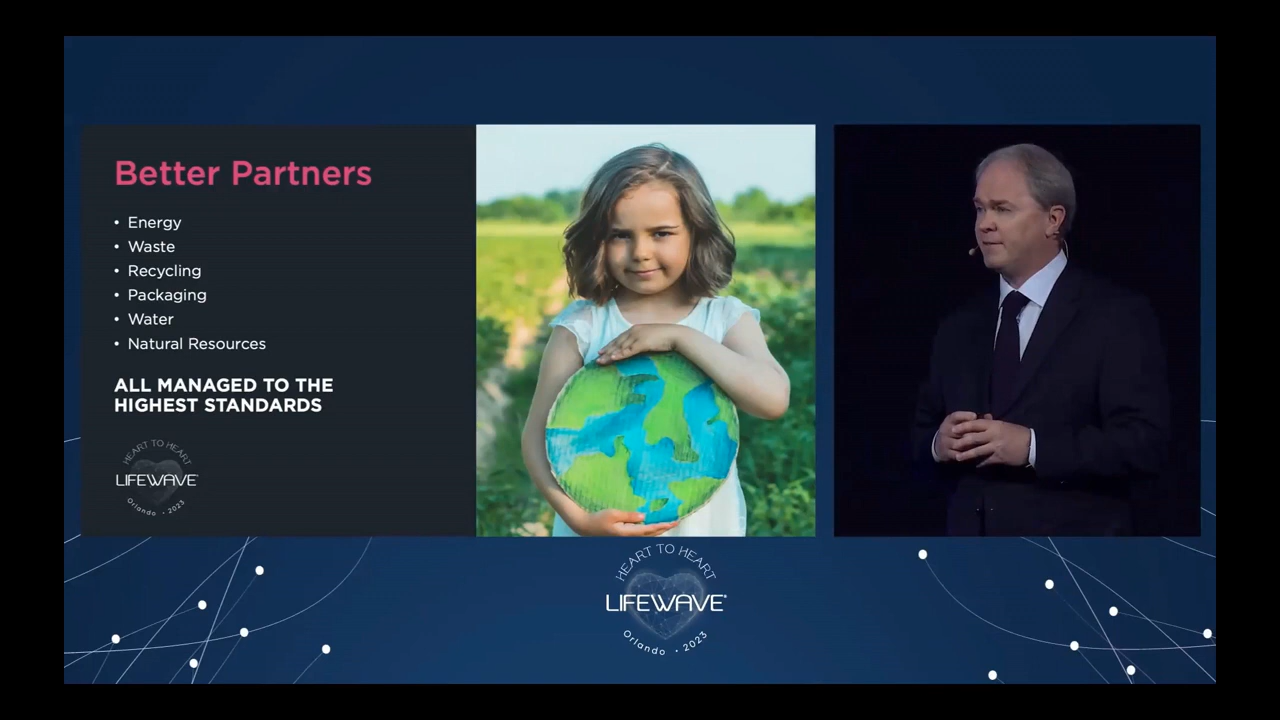 Better Partners
• Energy
• Waste
• Recycling
• Packaging
• Water
• Natural Resources
ALL MANAGED TO THE
HIGHEST STANDARDS
HEART TO HEART
LIFEWAVE
Orlando • 2023
HEART TO HEART
LIFEWAVE®
Orlando • 2023